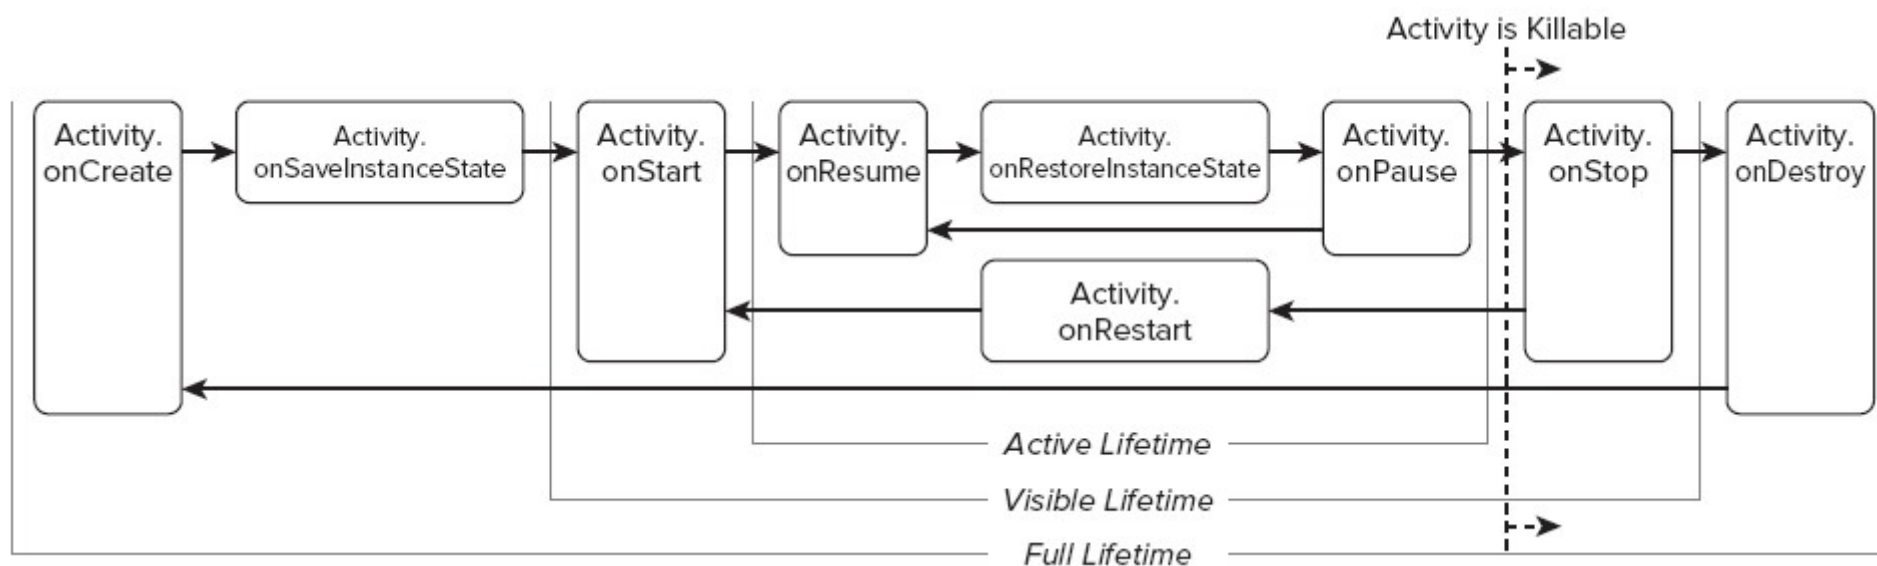 Activity is Killable
Activity.
onCreate
Activity.
onSaveInstanceState
Activity.
onStart
Activity.
onResume
Activity.
onRestoreInstanceState
Activity.
onPause
Activity.
onStop
Activity.
onDestroy
Activity.
onRestart
Active Lifetime
Visible Lifetime
Full Lifetime